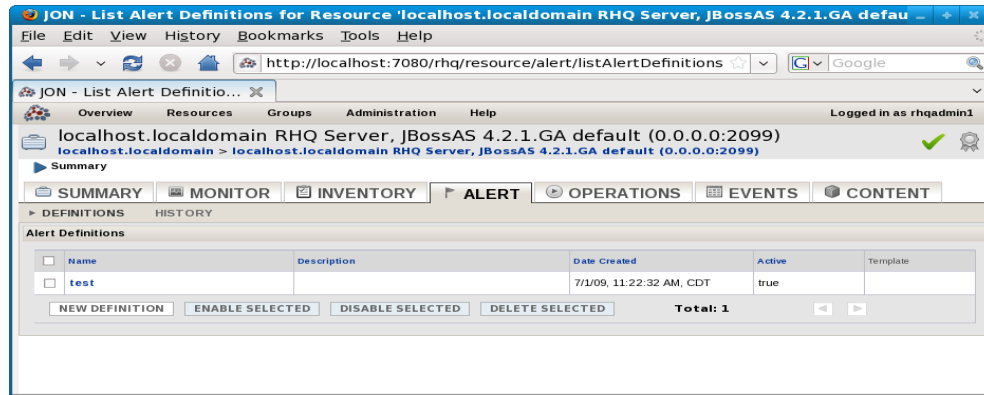 JON - List Alert Definitions for Resource 'localhost.localdomain RHQ Server, JBossAS 4.2.1.GA defau
File Edit View History Bookmarks Tools Help
http://localhost:7080/rhq/resource/alert/listAlertDefinitions G Google
JON - List Alert Definitio...
Overview Resources Groups Administration Help Logged in as rhqadmin1
localhost.localdomain RHQ Server, JBossAS 4.2.1.GA default (0.0.0.0:2099)
localhost.localdomain > localhost.localdomain RHQ Server, JBossAS 4.2.1.GA default (0.0.0.0:2099)
Summary
SUMMARY MONITOR INVENTORY ALERT OPERATIONS EVENTS CONTENT
DEFINITIONS HISTORY
Alert Definitions
Name Description Date Created Active Template
test 7/1/09, 11:22:32 AM, CDT true
NEW DEFINITION ENABLE SELECTED DISABLE SELECTED DELETE SELECTED Total: 1